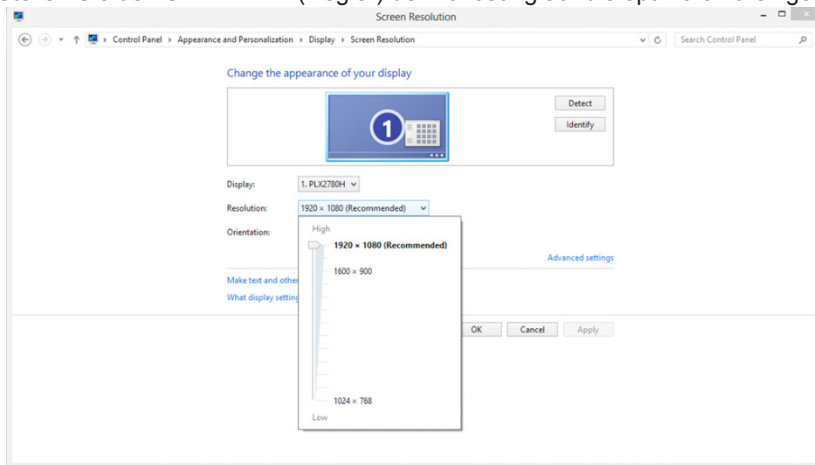 Screen Resolution
Control Panel ▸ Appearance and Personalization ▸ Display ▸ Screen Resolution
Search Control Panel
Change the appearance of your display
1
Detect
Identify
Display:
1. PLX2780H
Resolution:
1920 × 1080 (Recommended)
Orientation:
High
1920 × 1080 (Recommended)
1600 × 900
1024 × 768
Low
Advanced settings
Make text and other
What display setting
OK
Cancel
Apply